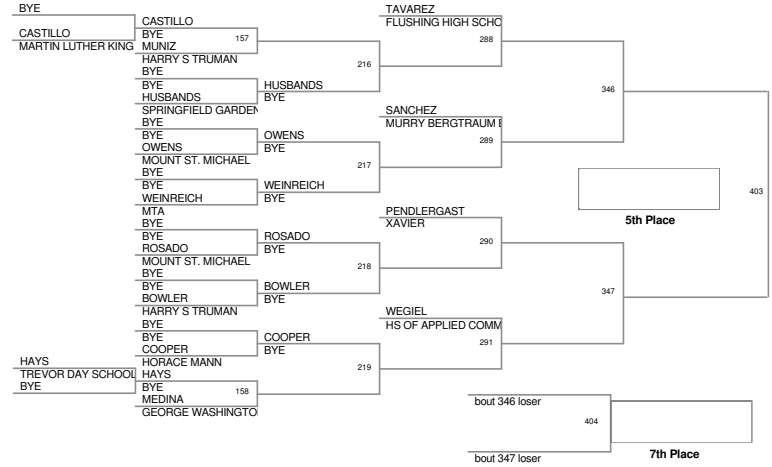 BYE
CASTILLO
MARTIN LUTHER KING
CASTILLO
BYE
157
MUNIZ
HARRY S TRUMAN
BYE
BYE
HUSBANDS
SPRINGFIELD GARDEN
BYE
BYE
OWENS
MOUNT ST. MICHAEL
BYE
BYE
WEINREICH
MTA
BYE
BYE
ROSADO
MOUNT ST. MICHAEL
BYE
BYE
BOWLER
HARRY S TRUMAN
BYE
BYE
COOPER
HORACE MANN
HAYS
TREVOR DAY SCHOOL
BYE
HAYS
BYE
158
MEDINA
GEORGE WASHINGTO
216
HUSBANDS
BYE
OWENS
BYE
217
WEINREICH
BYE
ROSADO
BYE
218
BOWLER
BYE
COOPER
BYE
219
TAVAREZ
FLUSHING HIGH SCHO
288
SANCHEZ
MURRY BERGTRAUM
289
PENDLERGAST
XAVIER
290
WEGIEL
HS OF APPLIED COMM
291
346
347
403
5th Place
bout 346 loser
404
bout 347 loser
7th Place